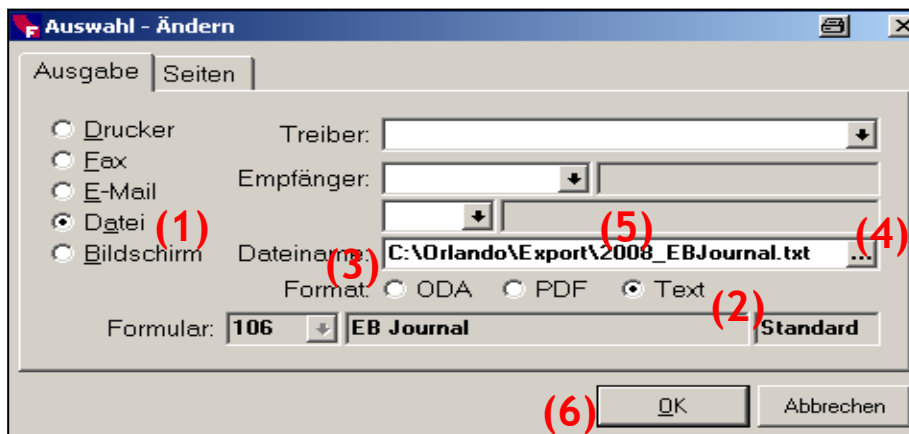 Auswahl - Ändern
Ausgabe Seiten
Drucker Treiber:
Fax
Empfänger:
E-Mail
Datei (1) (5) (4)
Bildschirm Dateiname: C:\Orlando\Export\2008_EBJournal.txt ...
(3)
Format: ODA PDF Text
(2)
Formular: 106 EB Journal Standard
(6) OK Abbrechen